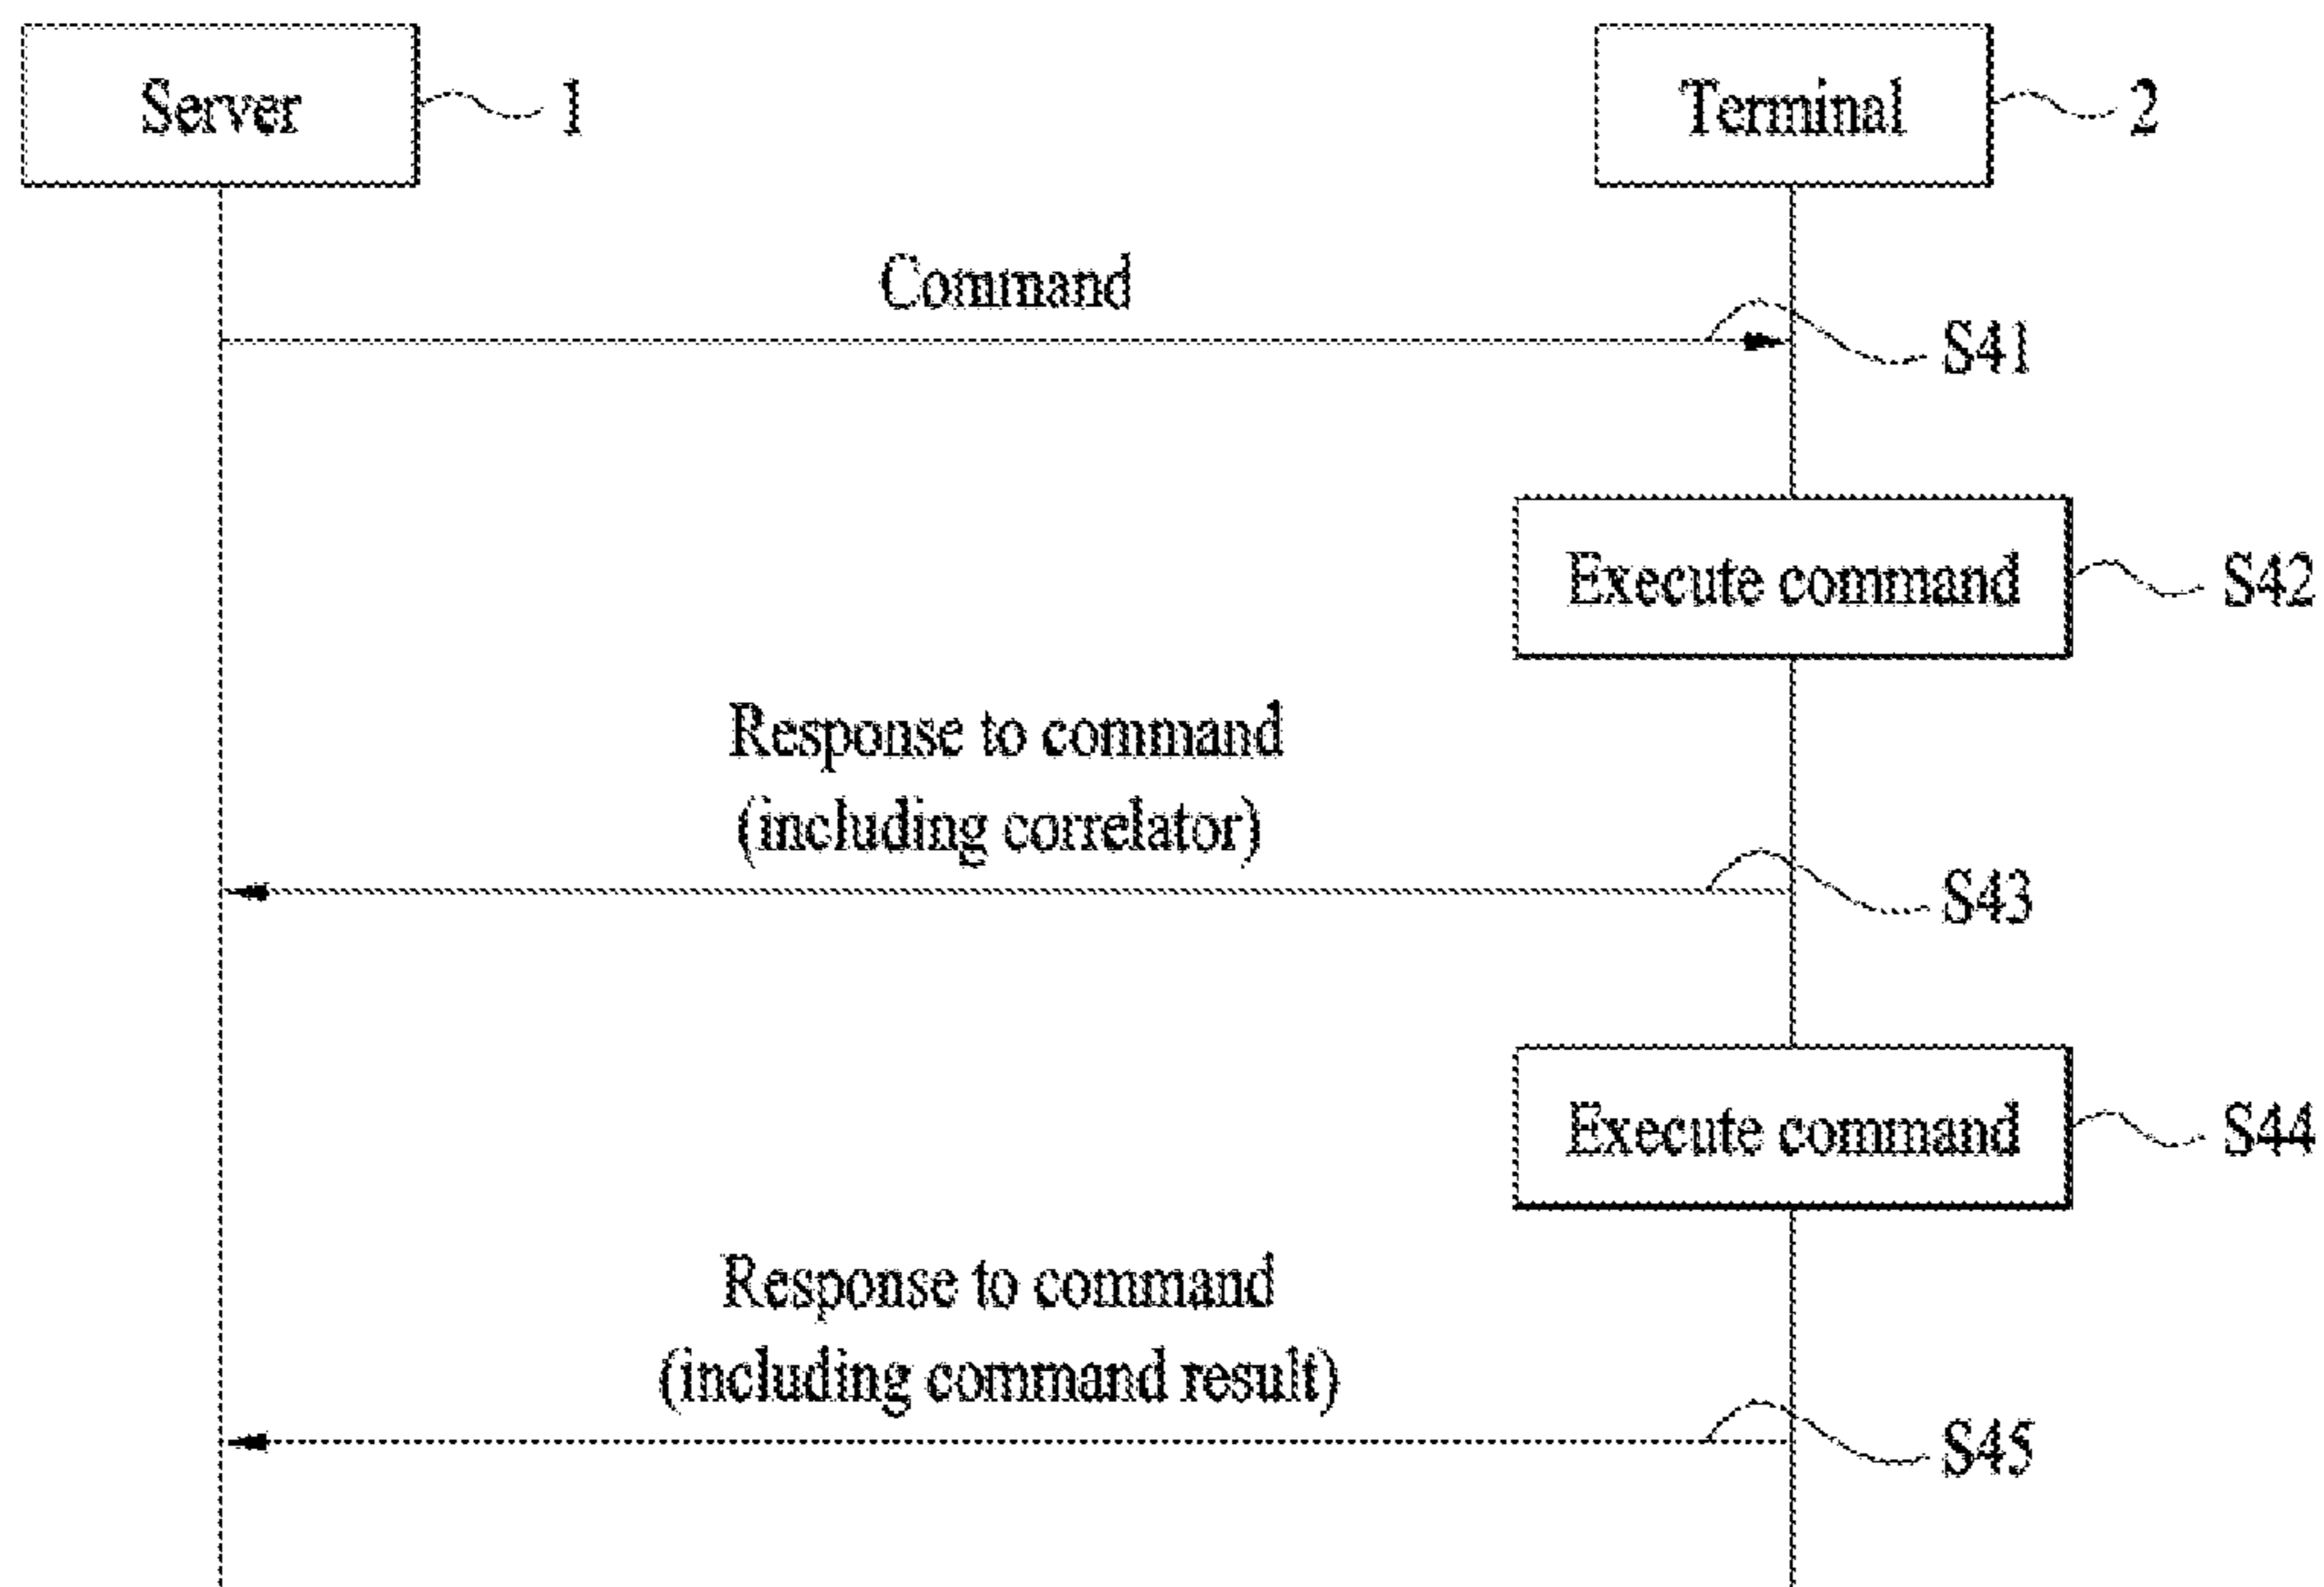 Server
1
Terminal
2
Command
S41
Execute command
S42
Response to command
(including correlator)
S43
Execute command
S44
Response to command
(including command result)
S45